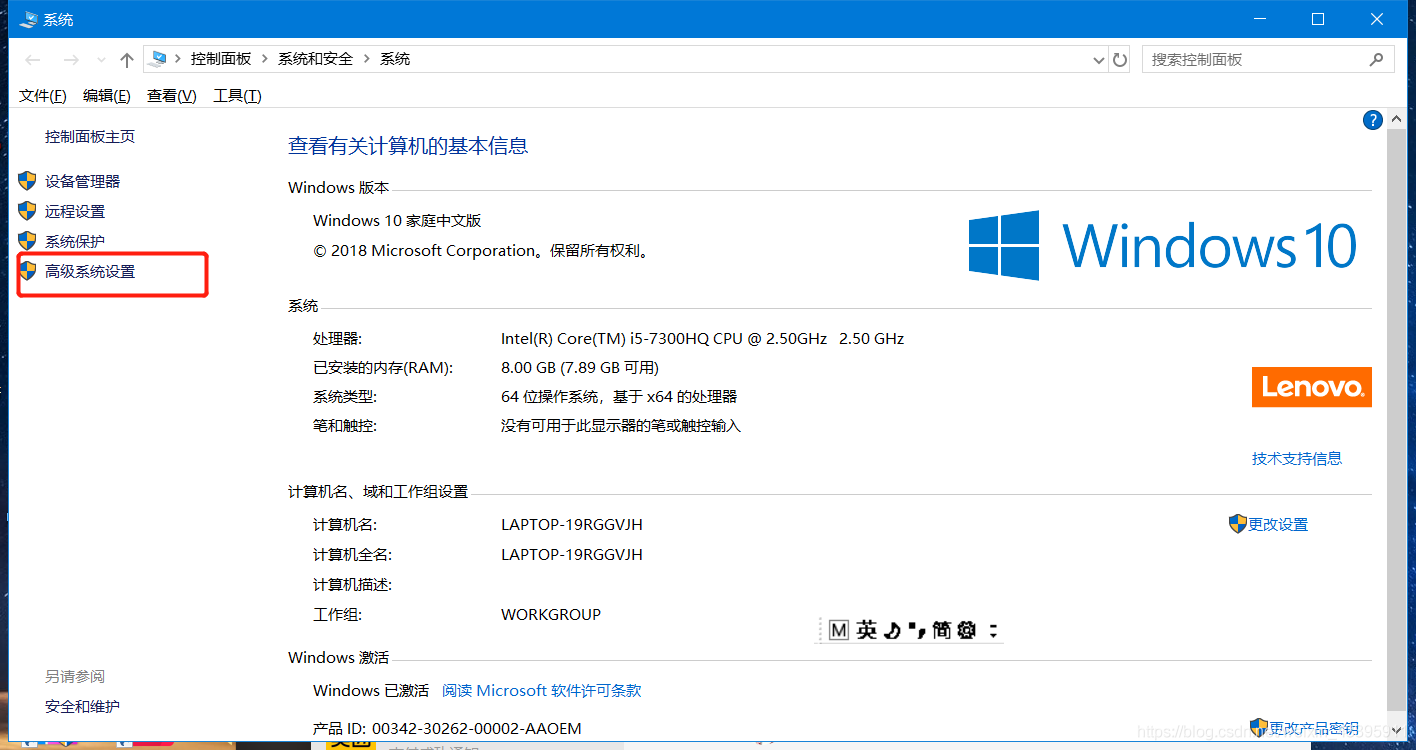 系统
控制面板 系统和安全 系统
搜索控制面板
文件(F) 编辑(E) 查看(V) 工具(T)
控制面板主页
设备管理器
远程设置
系统保护
高级系统设置
查看有关计算机的基本信息
Windows 版本
Windows 10 家庭中文版
© 2018 Microsoft Corporation。保留所有权利。
Windows 10
系统
处理器: Intel(R) Core(TM) i5-7300HQ CPU @ 2.50GHz 2.50 GHz
已安装的内存(RAM): 8.00 GB (7.89 GB 可用)
系统类型: 64 位操作系统，基于 x64 的处理器
笔和触控: 没有可用于此显示器的笔或触控输入
Lenovo
技术支持信息
计算机名、域和工作组设置
计算机名: LAPTOP-19RGGVJH
更改设置
计算机全名: LAPTOP-19RGGVJH
计算机描述:
工作组: WORKGROUP
M 英 简
Windows 激活
Windows 已激活 阅读 Microsoft 软件许可条款
产品 ID: 00342-30262-00002-AAOEM
更改产品密钥
另请参阅
安全和维护